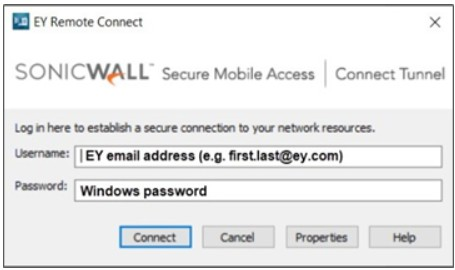 EY Remote Connect
SONICWALL™ Secure Mobile Access | Connect Tunnel
Log in here to establish a secure connection to your network resources.
Username: EY email address (e.g. first.last@ey.com)
Password: Windows password
Connect Cancel Properties Help